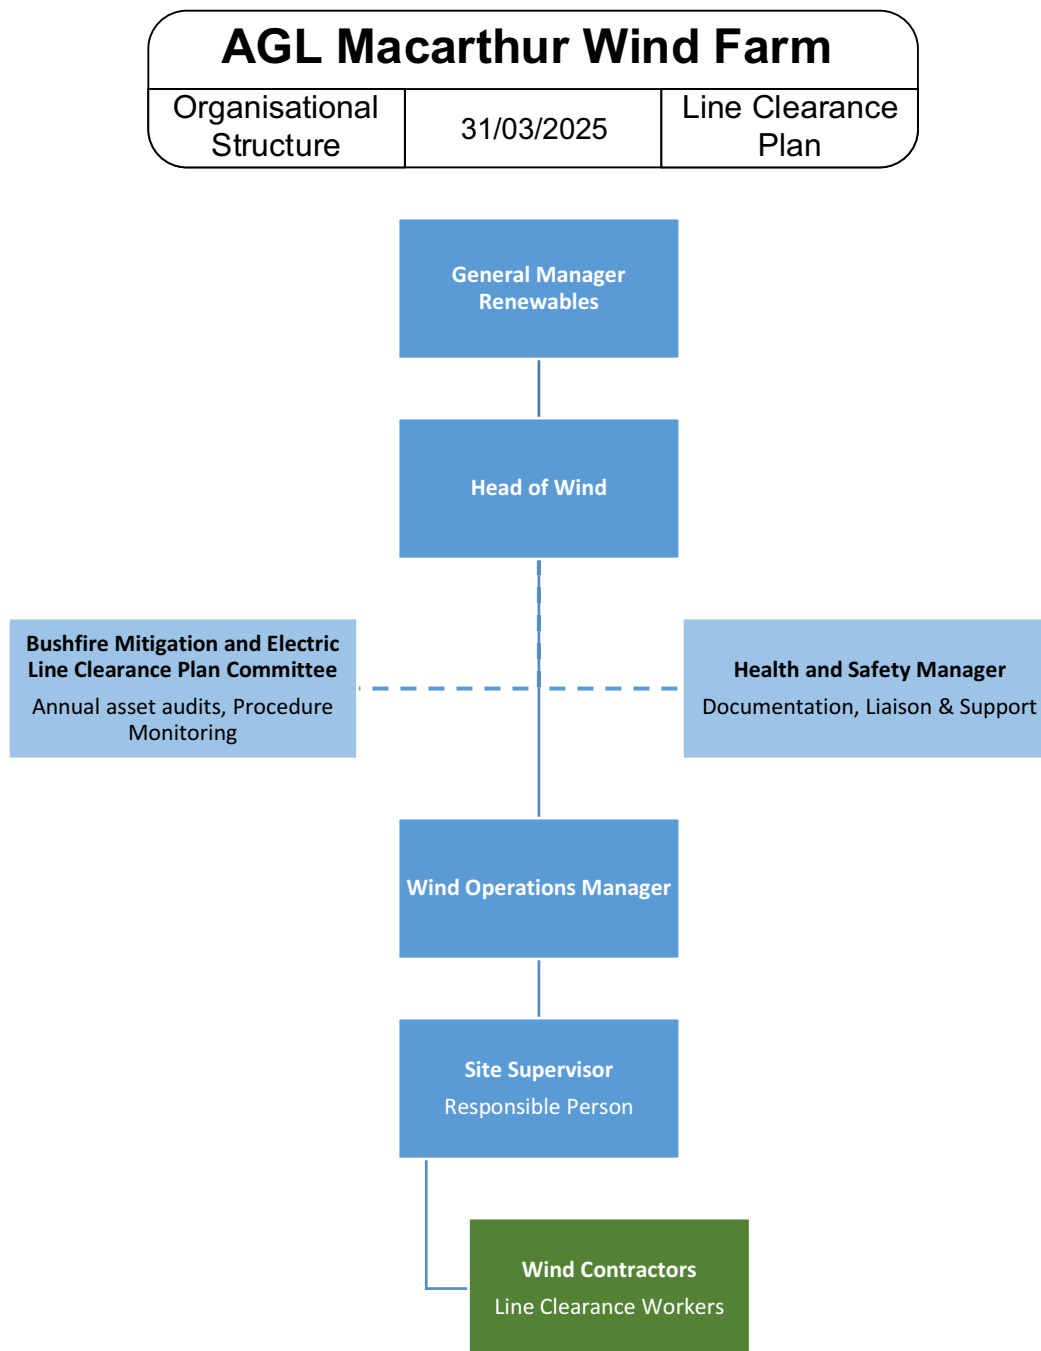 AGL Macarthur Wind Farm
Organisational
Structure
31/03/2025
Line Clearance
Plan
General Manager
Renewables
Head of Wind
Bushfire Mitigation and Electric
Line Clearance Plan Committee
Annual asset audits, Procedure
Monitoring
Health and Safety Manager
Documentation, Liaison & Support
Wind Operations Manager
Site Supervisor
Responsible Person
Wind Contractors
Line Clearance Workers